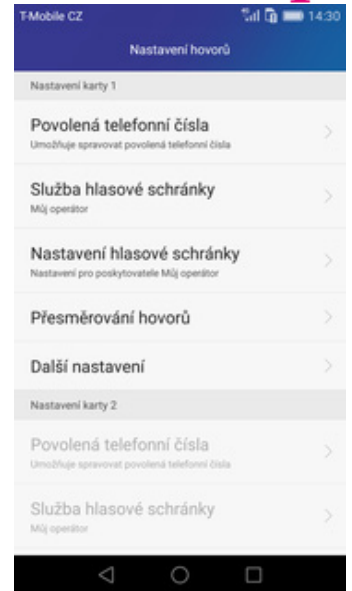 T-Mobile CZ 14:30
Nastavení hovorů
Nastavení karty 1
Povolená telefonní čísla
Umožňuje spravovat povolená telefonní čísla
Služba hlasové schránky
Můj operátor
Nastavení hlasové schránky
Nastavení pro poskytovatele Můj operátor
Přesměrování hovorů
Další nastavení
Nastavení karty 2
Povolená telefonní čísla
Umožňuje spravovat povolená telefonní čísla
Služba hlasové schránky
Můj operátor